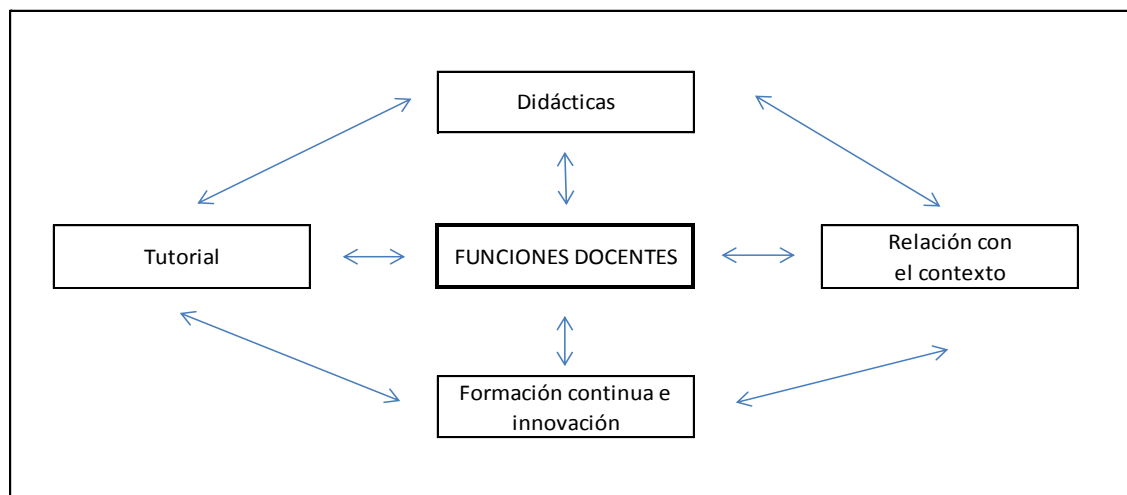 Didácticas
Tutorial
FUNCIONES DOCENTES
Relación con
el contexto
Formación continua e
innovación